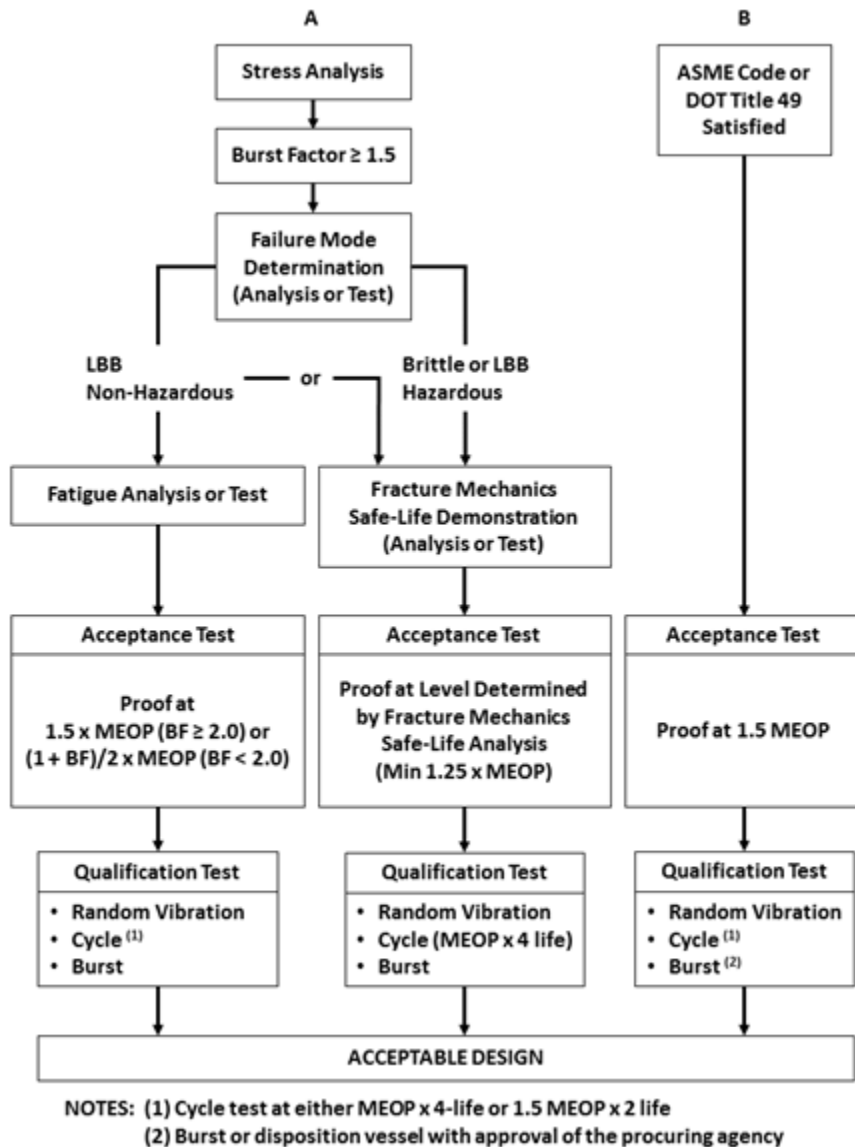 A
B
Stress Analysis
ASME Code or
DOT Title 49
Satisfied
Burst Factor ≥ 1.5
Failure Mode
Determination
(Analysis or Test)
LBB
Non-Hazardous
or
Brittle or LBB
Hazardous
Fatigue Analysis or Test
Fracture Mechanics
Safe-Life Demonstration
(Analysis or Test)
Acceptance Test
Proof at
1.5 x MEOP (BF ≥ 2.0) or
(1 + BF)/2 x MEOP (BF < 2.0)
Acceptance Test
Proof at Level Determined
by Fracture Mechanics
Safe-Life Analysis
(Min 1.25 x MEOP)
Acceptance Test
Proof at 1.5 MEOP
Qualification Test
• Random Vibration
• Cycle (1)
• Burst
Qualification Test
• Random Vibration
• Cycle (MEOP x 4 life)
• Burst
Qualification Test
• Random Vibration
• Cycle (1)
• Burst (2)
ACCEPTABLE DESIGN
NOTES: (1) Cycle test at either MEOP x 4-life or 1.5 MEOP x 2 life
(2) Burst or disposition vessel with approval of the procuring agency